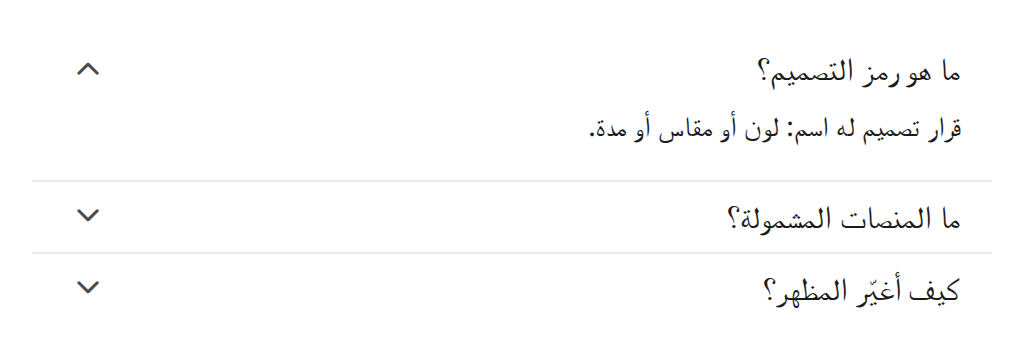 ما هو رمز التصميم؟
قرار تصميم له اسم: لون أو مقاس أو مدة.
ما المنصات المشمولة؟
كيف أغيّر المظهر؟